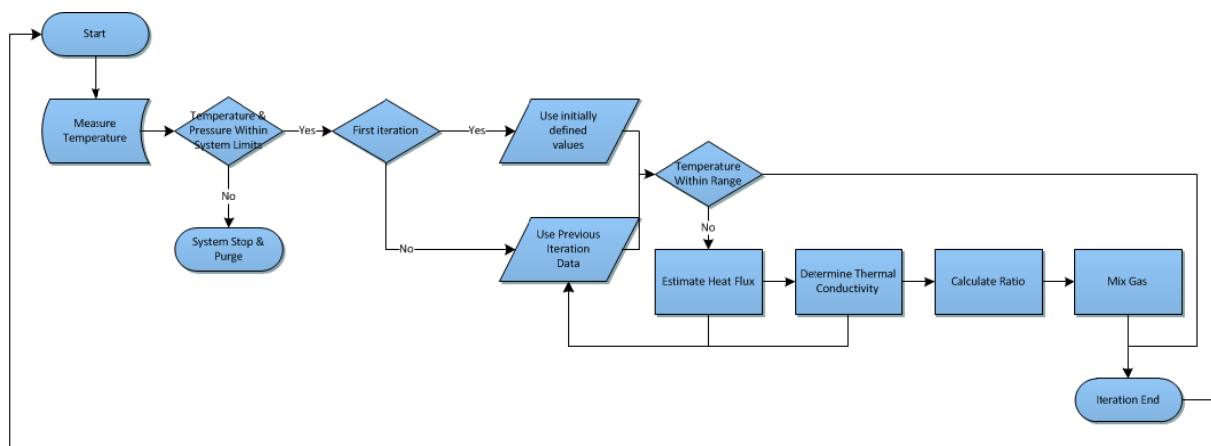 Start
Measure
Temperature
Temperature &
Pressure Within
System Limits
Yes
First iteration
Yes
Use initially
defined
values
No
System Stop &
Purge
No
Use Previous
Iteration
Data
Temperature
Within Range
No
Estimate Heat Flux
Determine Thermal
Conductivity
Calculate Ratio
Mix Gas
Iteration End